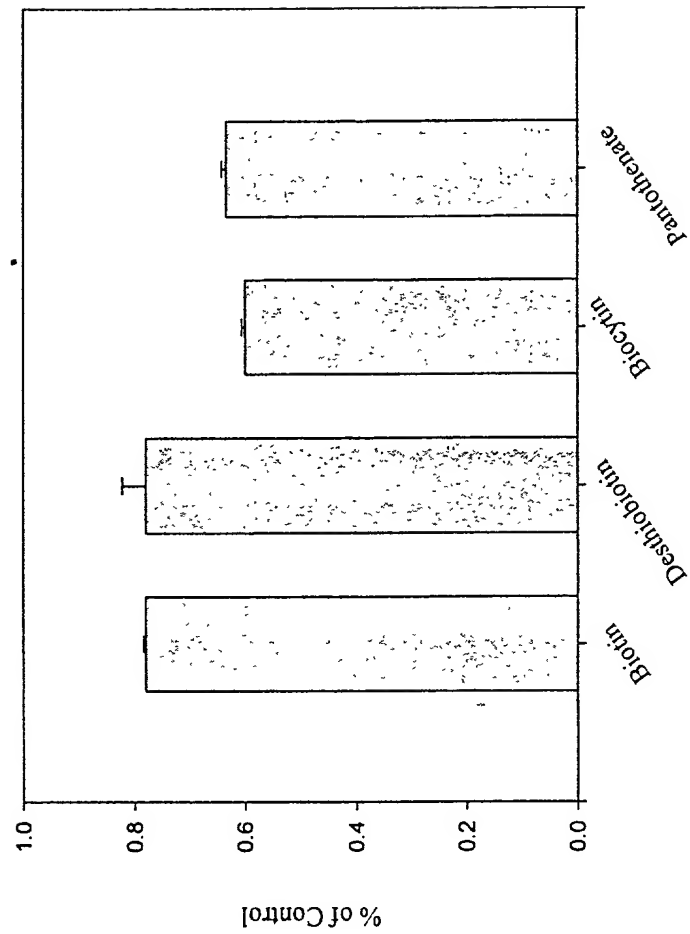 % of Control
1.0
0.8
0.6
0.4
0.2
0.0
Biotin
Desthiobiotin
Biocytin
Pantothenate